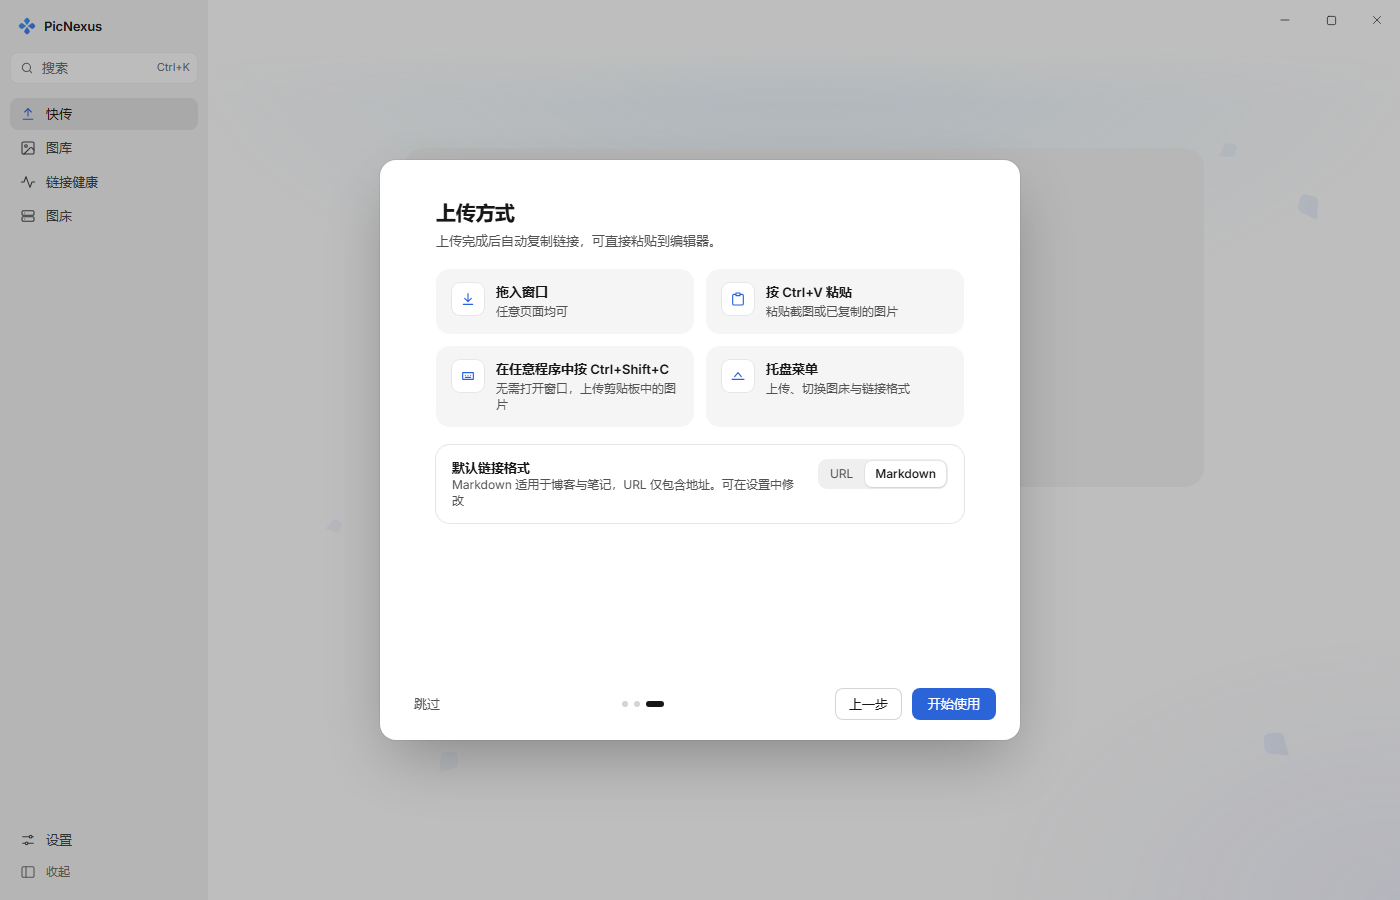 PicNexus
搜索 Ctrl+K
快传
图库
链接健康
图床
设置
收起
上传方式
上传完成后自动复制链接，可直接粘贴到编辑器。
拖入窗口
任意页面均可
按 Ctrl+V 粘贴
粘贴截图或已复制的图片
在任意程序中按 Ctrl+Shift+C
无需打开窗口，上传剪贴板中的图
片
托盘菜单
上传、切换图床与链接格式
默认链接格式
Markdown 适用于博客与笔记，URL 仅包含地址。可在设置中修
改
URL Markdown
跳过
上一步
开始使用